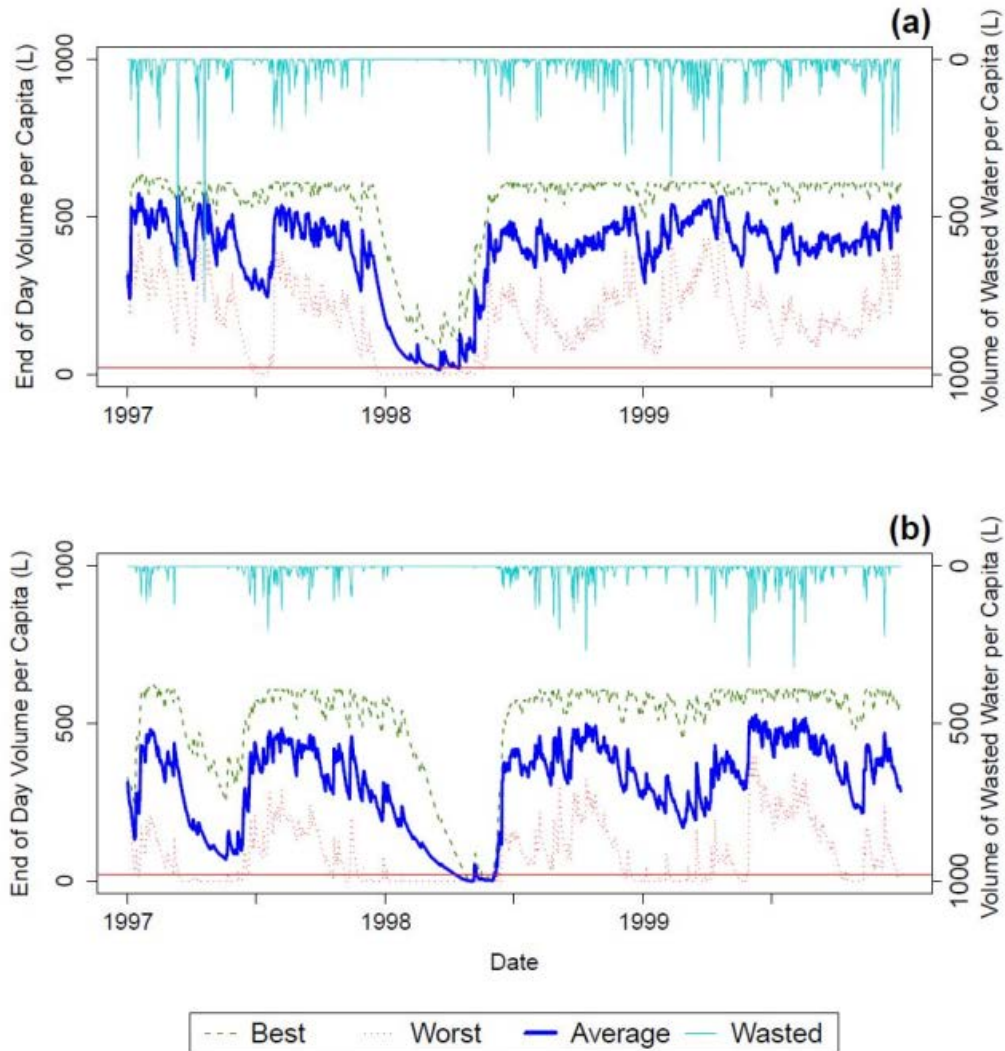 (a)
End of Day Volume per Capita (L)
1000
500
0
Volume of Wasted Water per Capita (L)
0
500
1000
1997
1998
1999
(b)
End of Day Volume per Capita (L)
1000
500
0
Volume of Wasted Water per Capita (L)
0
500
1000
1997
1998
1999
Date
Best Worst Average Wasted